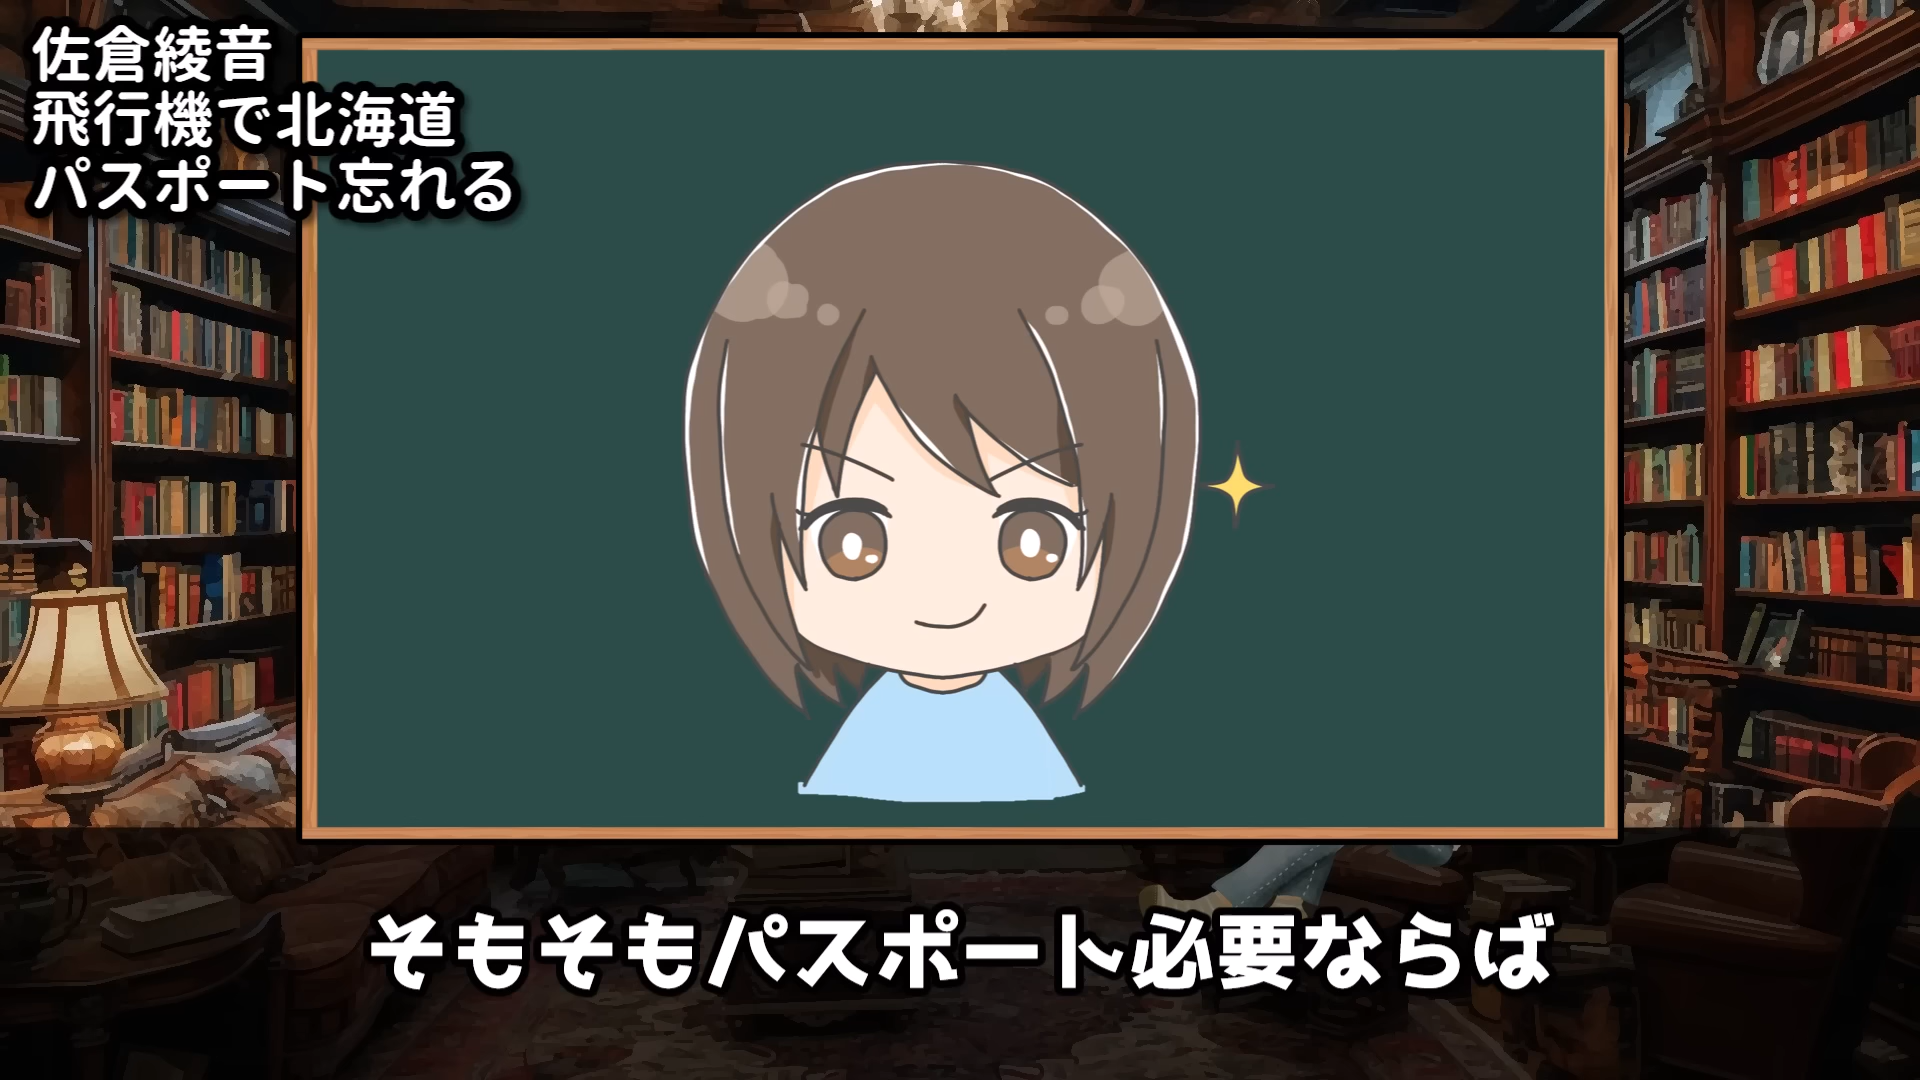 佐倉綾音
飛行機で北海道
パスポート忘れる
そもそもパスポート必要ならば